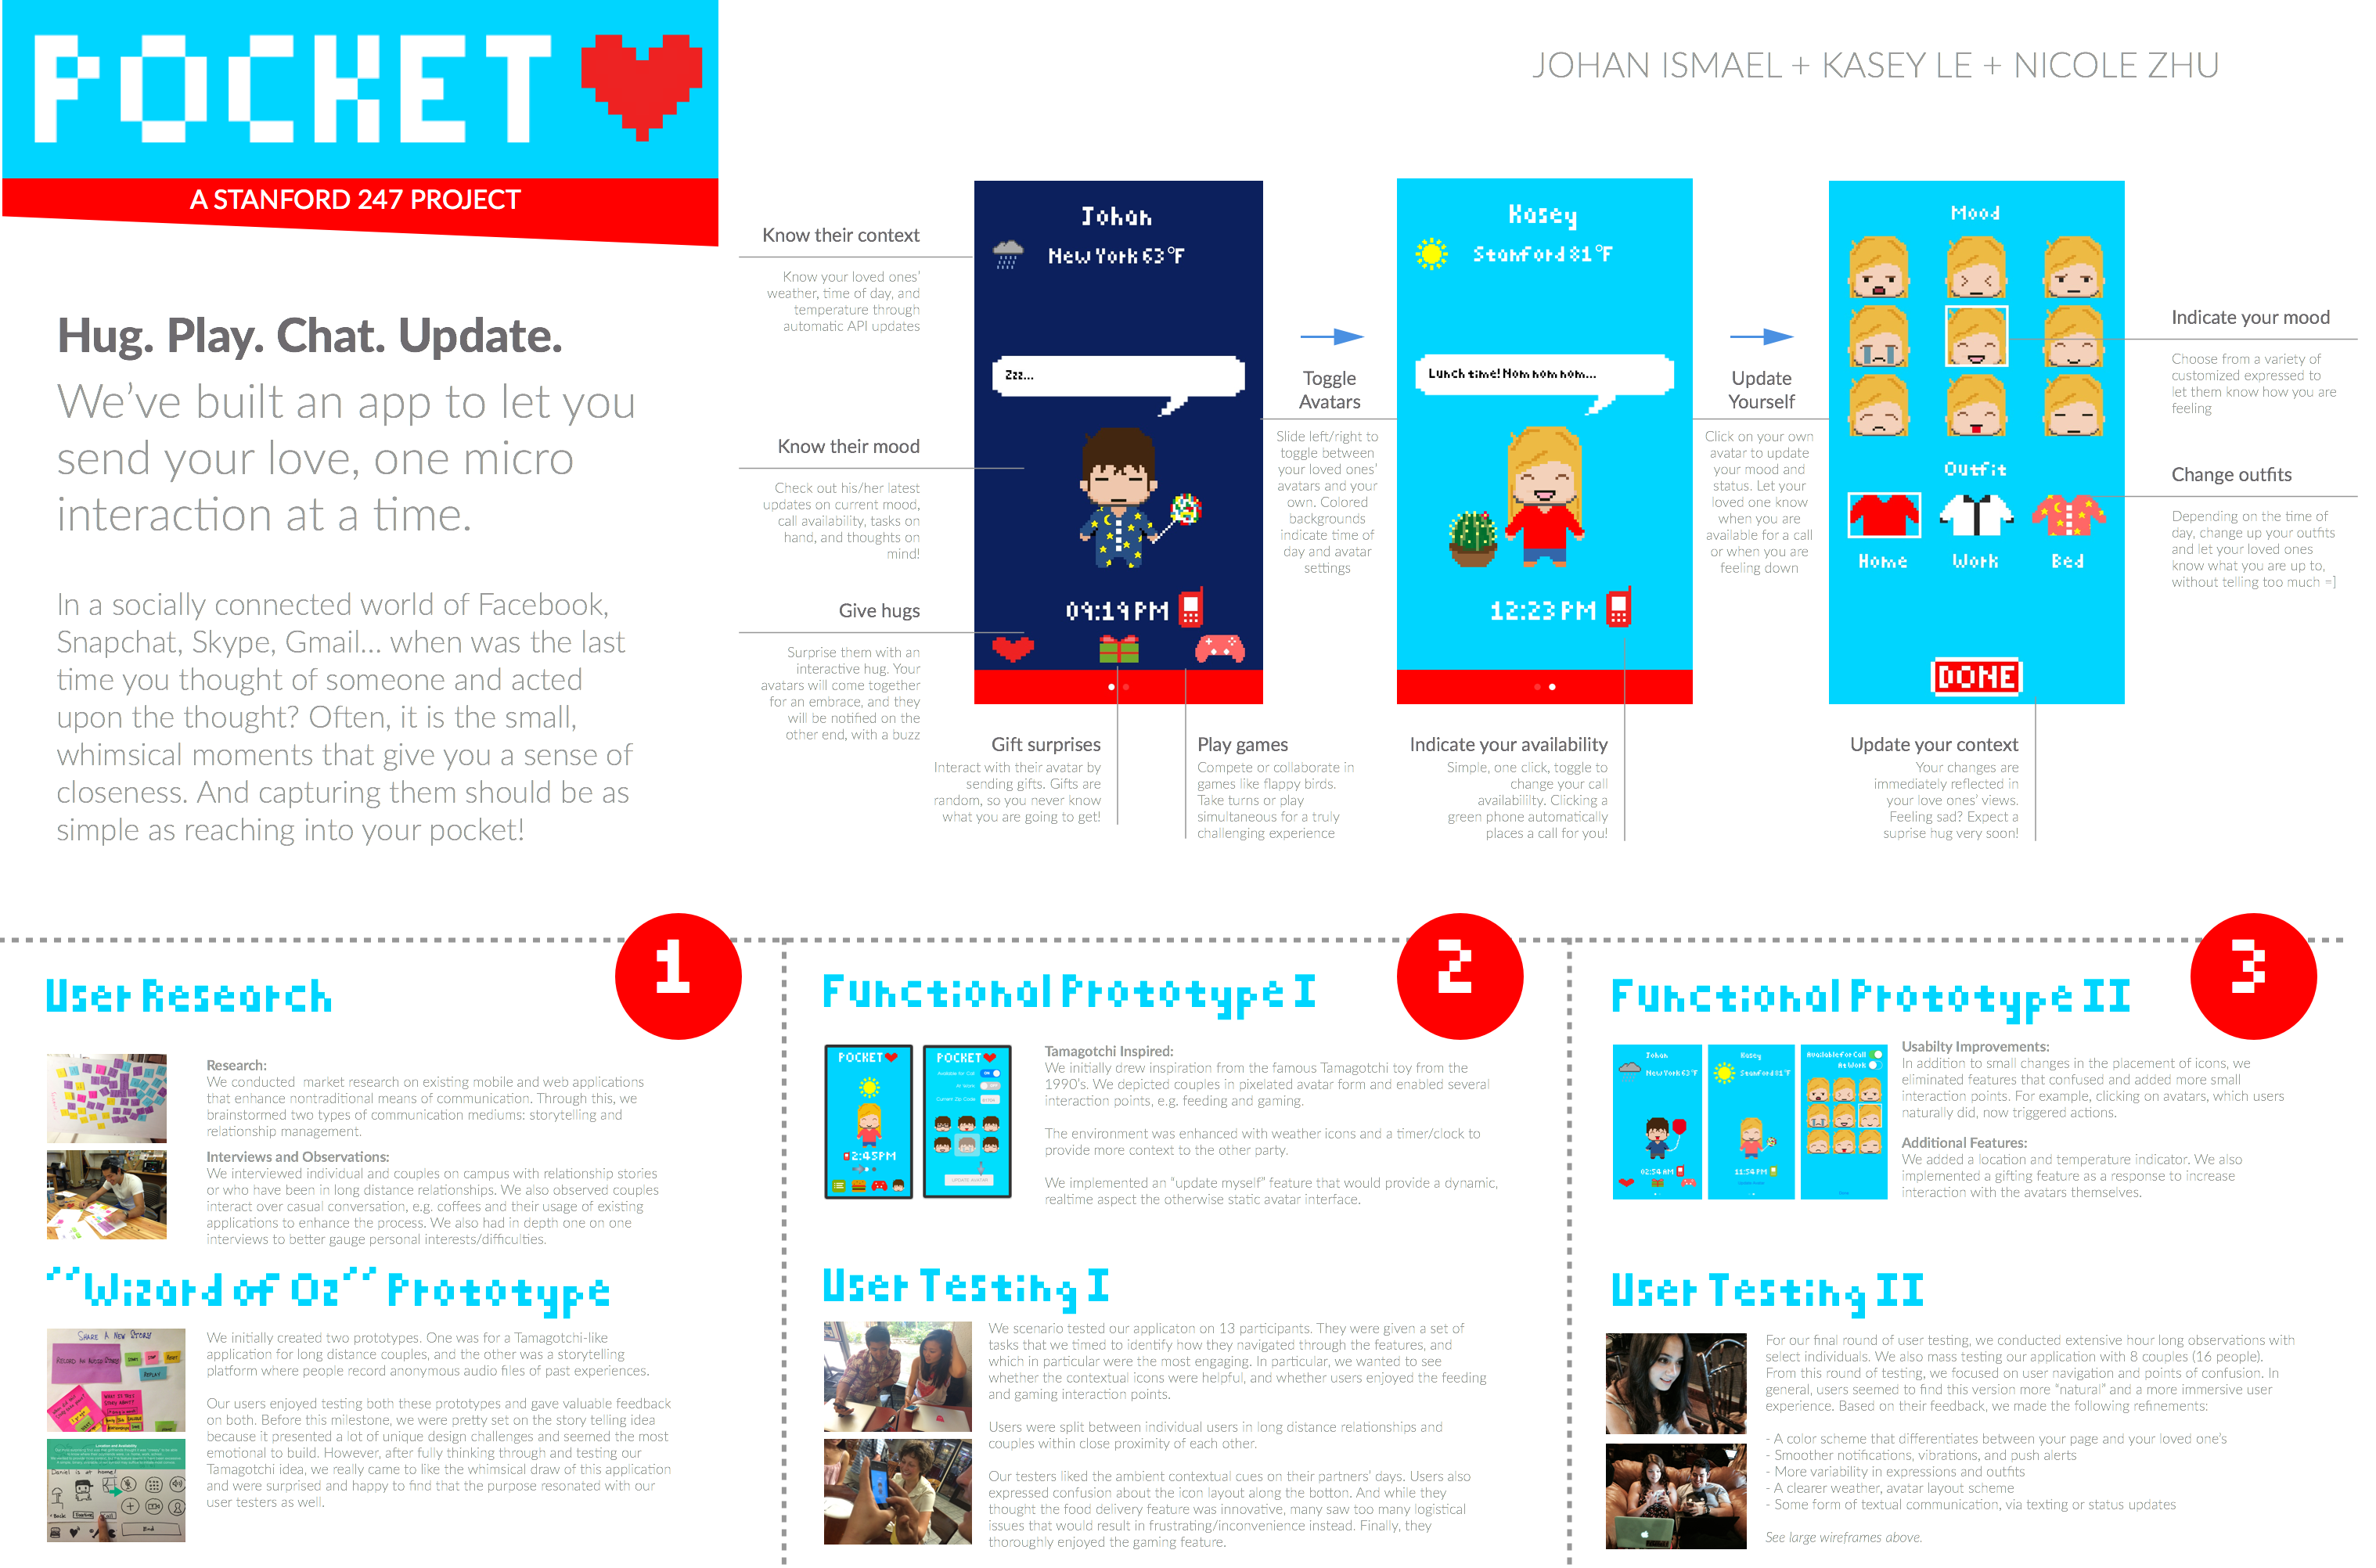 POCKET
A STANFORD 247 PROJECT
JOHAN ISMAEL + KASEY LE + NICOLE ZHU
Hug. Play. Chat. Update.
We've built an app to let you
send your love, one micro
interaction at a time.
In a socially connected world of Facebook,
Snapchat, Skype, Gmail... when was the last
time you thought of someone and acted
upon the thought? Often, it is the small,
whimsical moments that give you a sense of
closeness. And capturing them should be as
simple as reaching into your pocket!
Know their context
Know your loved ones'
weather, time of day, and
temperature through
automatic API updates
Know their mood
Check out his/her latest
updates on current mood,
call availability, tasks on
hand, and thoughts on
mind!
Give hugs
Surprise them with an
interactive hug. Your
avatars will come together
for an embrace, and they
will be notified on the
other end, with a buzz
Johan
New York 63°F
Zzz...
09:19 PM
Gift surprises
Interact with their avatar by
sending gifts. Gifts are
random, so you never know
what you are going to get!
Play games
Compete or collaborate in
games like flappy birds.
Take turns or play
simultaneous for a truly
challenging experience
Toggle
Avatars
Slide left/right to
toggle between
your loved ones'
avatars and your
own. Colored
backgrounds
indicate time of
day and avatar
settings
Kasey
Stanford 81°F
Lunch time! Nom nom nom...
12:23 PM
Indicate your availability
Simple, one click, toggle to
change your call
availabililty. Clicking a
green phone automatically
places a call for you!
Update
Yourself
Click on your own
avatar to update
your mood and
status. Let your
loved one know
when you are
available for a call
or when you are
feeling down
Mood
Outfit
Home Work Bed
DONE
Update your context
Your changes are
immediately reflected in
your love ones' views.
Feeling sad? Expect a
suprise hug very soon!
Indicate your mood
Choose from a variety of
customized expressed to
let them know how you are
feeling
Change outfits
Depending on the time of
day, change up your outfits
and let your loved ones
know what you are up to,
without telling too much =]
1
User Research
Research:
We conducted market research on existing mobile and web applications
that enhance nontraditional means of communication. Through this, we
brainstormed two types of communication mediums: storytelling and
relationship management.
Interviews and Observations:
We interviewed individual and couples on campus with relationship stories
or who have been in long distance relationships. We also observed couples
interact over casual conversation, e.g. coffees and their usage of existing
applications to enhance the process. We also had in depth one on one
interviews to better gauge personal interests/difficulties.
"Wizard of Oz" Prototype
SHARE A NEW STORY
RECORD AN AUDIO STORY
REPLAY
Location and Availability
Daniel is at home!
We initially created two prototypes. One was for a Tamagotchi-like
application for long distance couples, and the other was a storytelling
platform where people record anonymous audio files of past experiences.
Our users enjoyed testing both these prototypes and gave valuable feedback
on both. Before this milestone, we were pretty set on the story telling idea
because it presented a lot of unique design challenges and seemed the most
emotional to build. However, after fully thinking through and testing our
Tamagotchi idea, we really came to like the whimsical draw of this application
and were surprised and happy to find that the purpose resonated with our
user testers as well.
2
Functional Prototype I
POCKET
2:45PM
POCKET
Available for Call
At Work
Current Zip Code
UPDATE AVATAR
Tamagotchi Inspired:
We initially drew inspiration from the famous Tamagotchi toy from the
1990's. We depicted couples in pixelated avatar form and enabled several
interaction points, e.g. feeding and gaming.
The environment was enhanced with weather icons and a timer/clock to
provide more context to the other party.
We implemented an "update myself" feature that would provide a dynamic,
realtime aspect the otherwise static avatar interface.
User Testing I
We scenario tested our applicaton on 13 participants. They were given a set of
tasks that we timed to identify how they navigated through the features, and
which in particular were the most engaging. In particular, we wanted to see
whether the contextual icons were helpful, and whether users enjoyed the feeding
and gaming interaction points.
Users were split between individual users in long distance relationships and
couples within close proximity of each other.
Our testers liked the ambient contextual cues on their partners' days. Users also
expressed confusion about the icon layout along the botton. And while they
thought the food delivery feature was innovative, many saw too many logistical
issues that would result in frustrating/inconvenience instead. Finally, they
thoroughly enjoyed the gaming feature.
3
Functional Prototype II
Johan
New York 63°F
02:54 AM
Kasey
Stanford 81°F
11:54 PM
Available for Call
At Work
Usabilty Improvements:
In addition to small changes in the placement of icons, we
eliminated features that confused and added more small
interaction points. For example, clicking on avatars, which users
naturally did, now triggered actions.
Additional Features:
We added a location and temperature indicator. We also
implemented a gifting feature as a response to increase
interaction with the avatars themselves.
User Testing II
For our final round of user testing, we conducted extensive hour long observations with
select individuals. We also mass testing our application with 8 couples (16 people).
From this round of testing, we focused on user navigation and points of confusion. In
general, users seemed to find this version more "natural" and a more immersive user
experience. Based on their feedback, we made the following refinements:
- A color scheme that differentiates between your page and your loved one's
- Smoother notifications, vibrations, and push alerts
- More variability in expressions and outfits
- A clearer weather, avatar layout scheme
- Some form of textual communication, via texting or status updates
See large wireframes above.